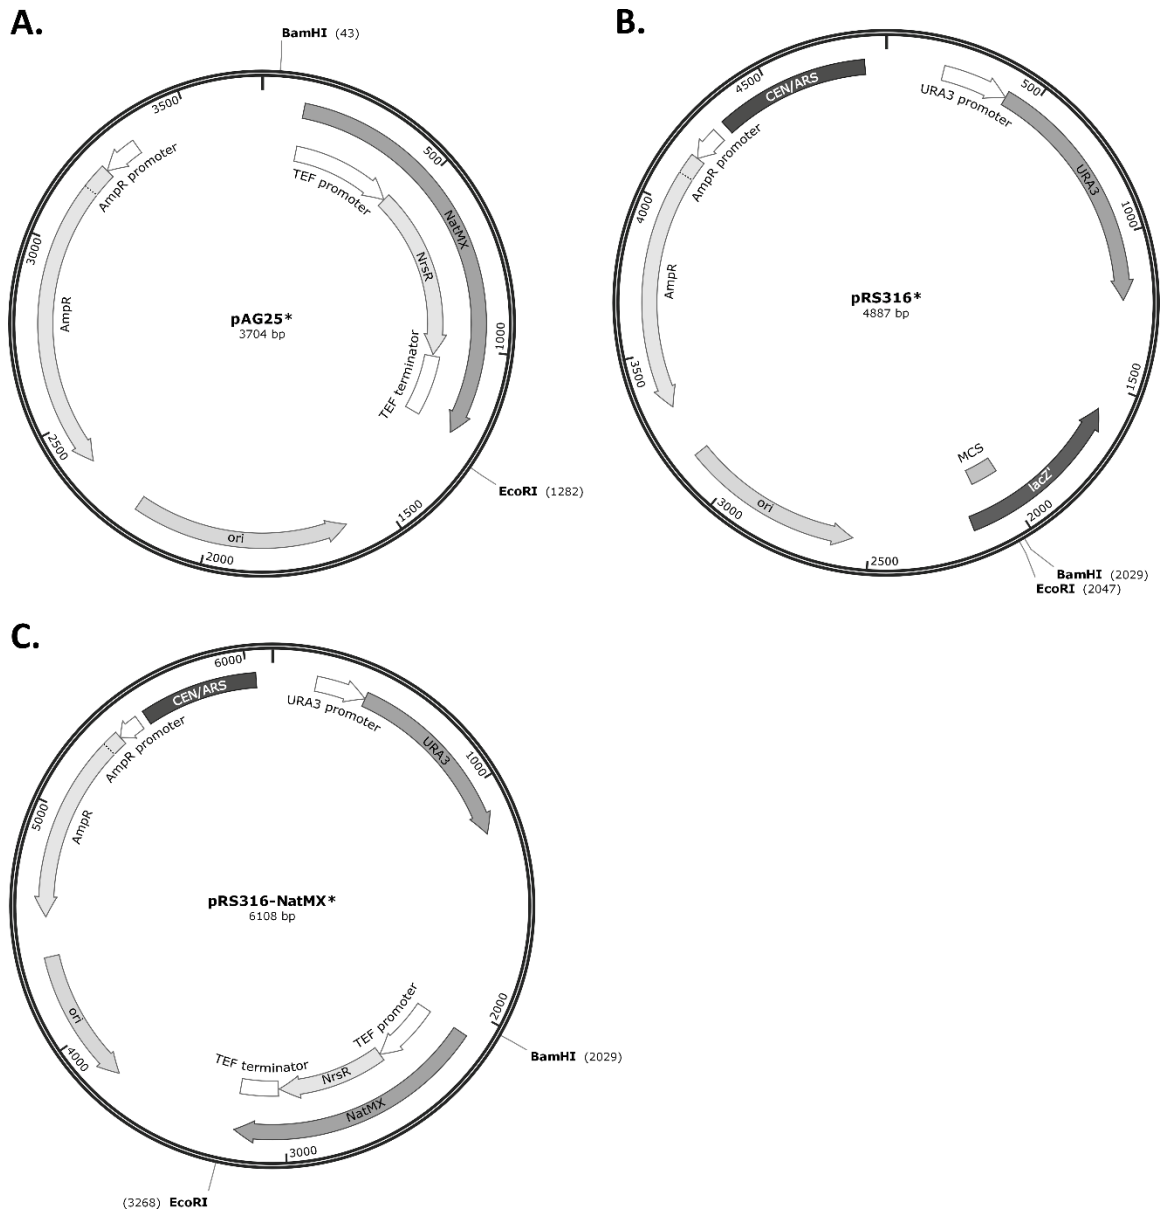 A.
BamHI (43)
3500
500
AmpR promoter
TEF promoter
NatMX
3000
NrsR
AmpR
pAG25*
3704 bp
TEF terminator
1000
2500
EcoRI (1282)
1500
ori
2000
B.
4500
CEN/ARS
500
URA3 promoter
AmpR promoter
URA3
4000
1000
AmpR
pRS316*
4887 bp
3500
1500
MCS
lacZ'
3000
ori
2000
2500
BamHI (2029)
EcoRI (2047)
C.
6000
CEN/ARS
URA3 promoter
AmpR promoter
URA3
1000
5000
AmpR
pRS316-NatMX*
6108 bp
2000
TEF promoter
ori
BamHI (2029)
4000
TEF terminator
NrsR
NatMX
3000
(3268) EcoRI